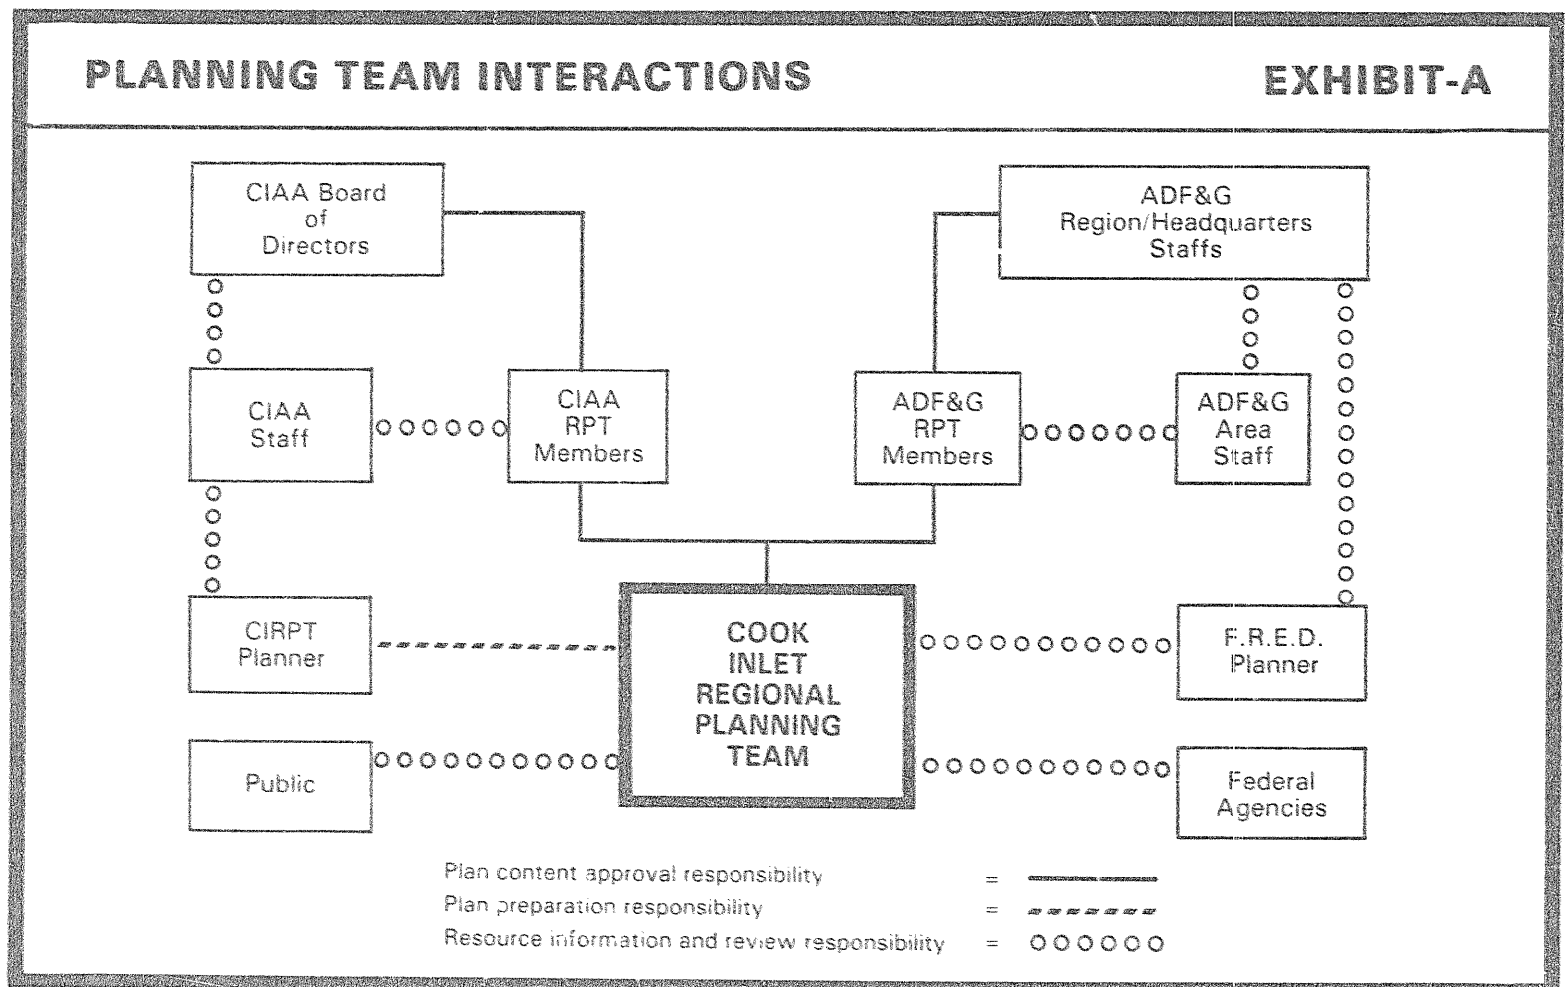 PLANNING TEAM INTERACTIONS
EXHIBIT-A
CIAA Board
of
Directors
ADF&G
Region/Headquarters
Staffs
CIAA
Staff
CIAA
RPT
Members
ADF&G
RPT
Members
ADF&G
Area
Staff
CIRPT
Planner
COOK
INLET
REGIONAL
PLANNING
TEAM
F.R.E.D.
Planner
Public
Federal
Agencies
Plan content approval responsibility =
Plan preparation responsibility =
Resource information and review responsibility =